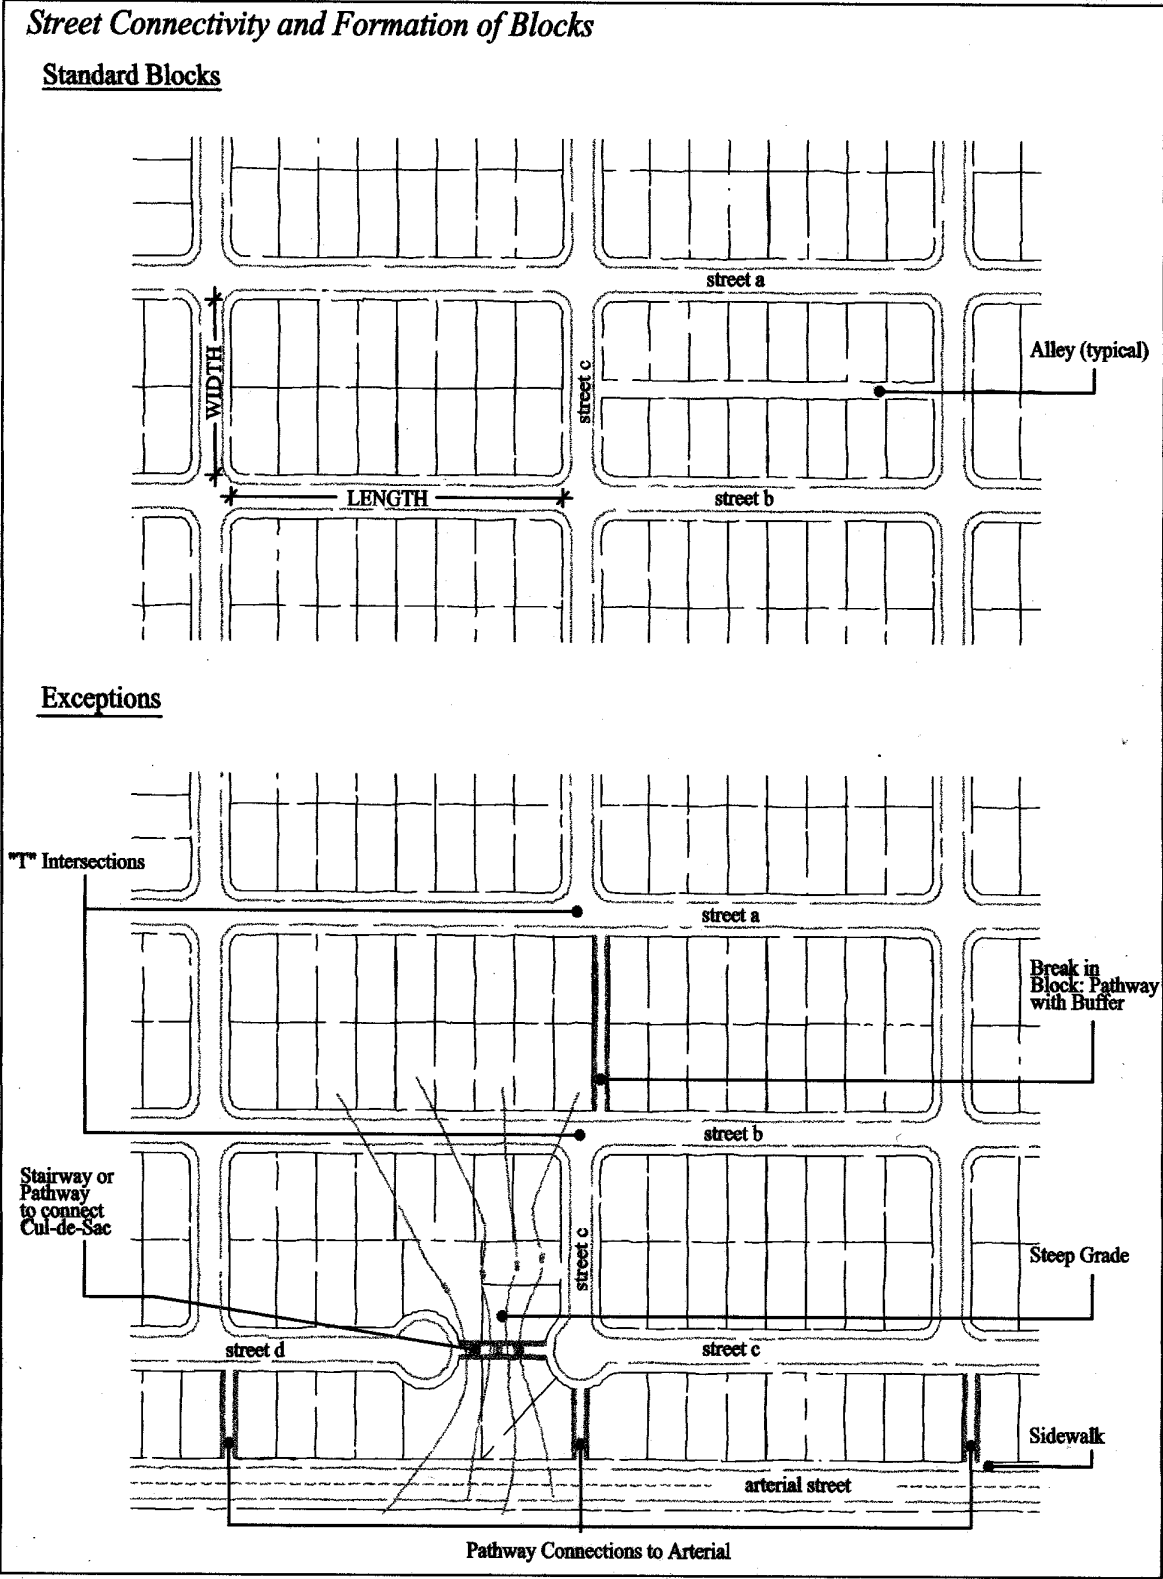 Street Connectivity and Formation of Blocks
Standard Blocks
street a
WIDTH
street c
Alley (typical)
LENGTH
street b
Exceptions
"T" Intersections
street a
Break in
Block: Pathway
with Buffer
street b
Stairway or
Pathway
to connect
Cul-de-Sac
street c
Steep Grade
street d
street c
Sidewalk
arterial street
Pathway Connections to Arterial